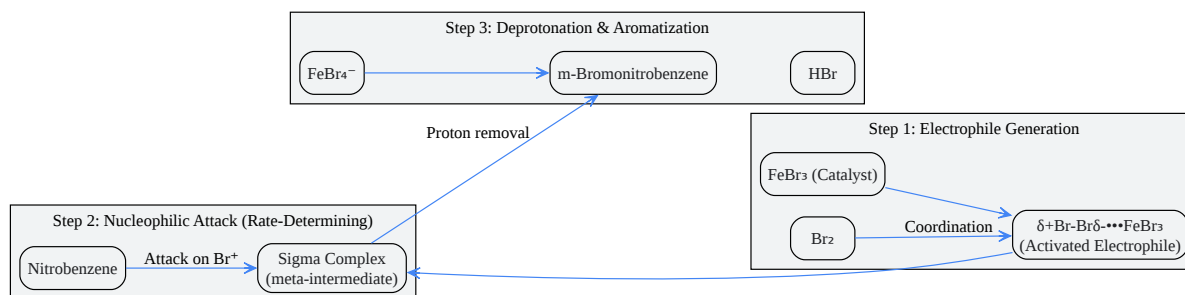 Step 3: Deprotonation & Aromatization
FeBr₄⁻
m-Bromonitrobenzene
HBr
Proton removal
Step 1: Electrophile Generation
FeBr₃ (Catalyst)
Br₂
Coordination
δ+Br-Brδ-•••FeBr₃
(Activated Electrophile)
Step 2: Nucleophilic Attack (Rate-Determining)
Nitrobenzene
Attack on Br⁺
Sigma Complex
(meta-intermediate)